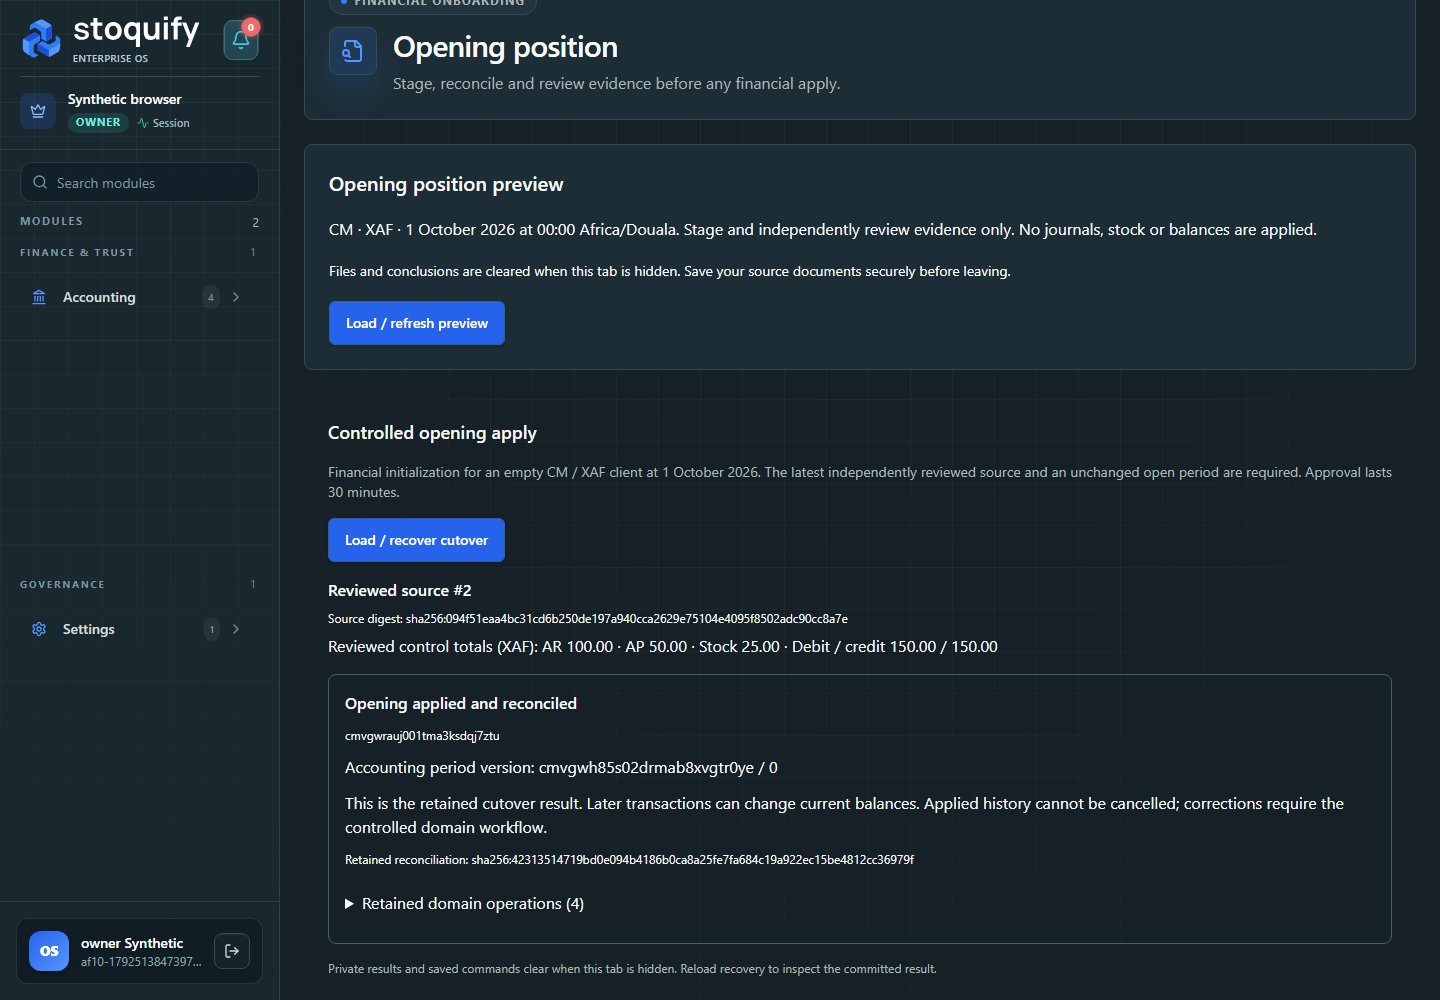 stoquify
ENTERPRISE OS
0
Synthetic browser
OWNER
Session
Search modules
MODULES
2
FINANCE & TRUST
1
Accounting
4
GOVERNANCE
1
Settings
1
OS
owner Synthetic
af10-1792513847397...
FINANCIAL ONBOARDING
Opening position
Stage, reconcile and review evidence before any financial apply.
Opening position preview
CM · XAF · 1 October 2026 at 00:00 Africa/Douala. Stage and independently review evidence only. No journals, stock or balances are applied.
Files and conclusions are cleared when this tab is hidden. Save your source documents securely before leaving.
Load / refresh preview
Controlled opening apply
Financial initialization for an empty CM / XAF client at 1 October 2026. The latest independently reviewed source and an unchanged open period are required. Approval lasts
30 minutes.
Load / recover cutover
Reviewed source #2
Source digest: sha256:094f51eaa4bc31cd6b250de197a940cca2629e75104e4095f8502adc90cc8a7e
Reviewed control totals (XAF): AR 100.00 · AP 50.00 · Stock 25.00 · Debit / credit 150.00 / 150.00
Opening applied and reconciled
cmvgwrauj001tma3ksdqj7ztu
Accounting period version: cmvgwh85s02drmab8xvgtr0ye / 0
This is the retained cutover result. Later transactions can change current balances. Applied history cannot be cancelled; corrections require the
controlled domain workflow.
Retained reconciliation: sha256:42313514719bd0e094b4186b0ca8a25fe7fa684c19a922ec15be4812cc36979f
Retained domain operations (4)
Private results and saved commands clear when this tab is hidden. Reload recovery to inspect the committed result.